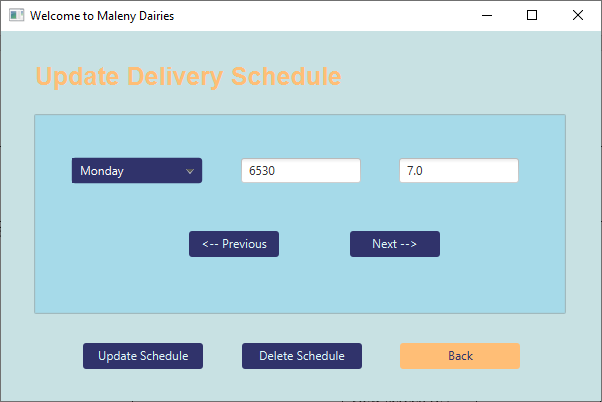 Welcome to Maleny Dairies
Update Delivery Schedule
Monday 6530 7.0
<-- Previous Next -->
Update Schedule Delete Schedule Back